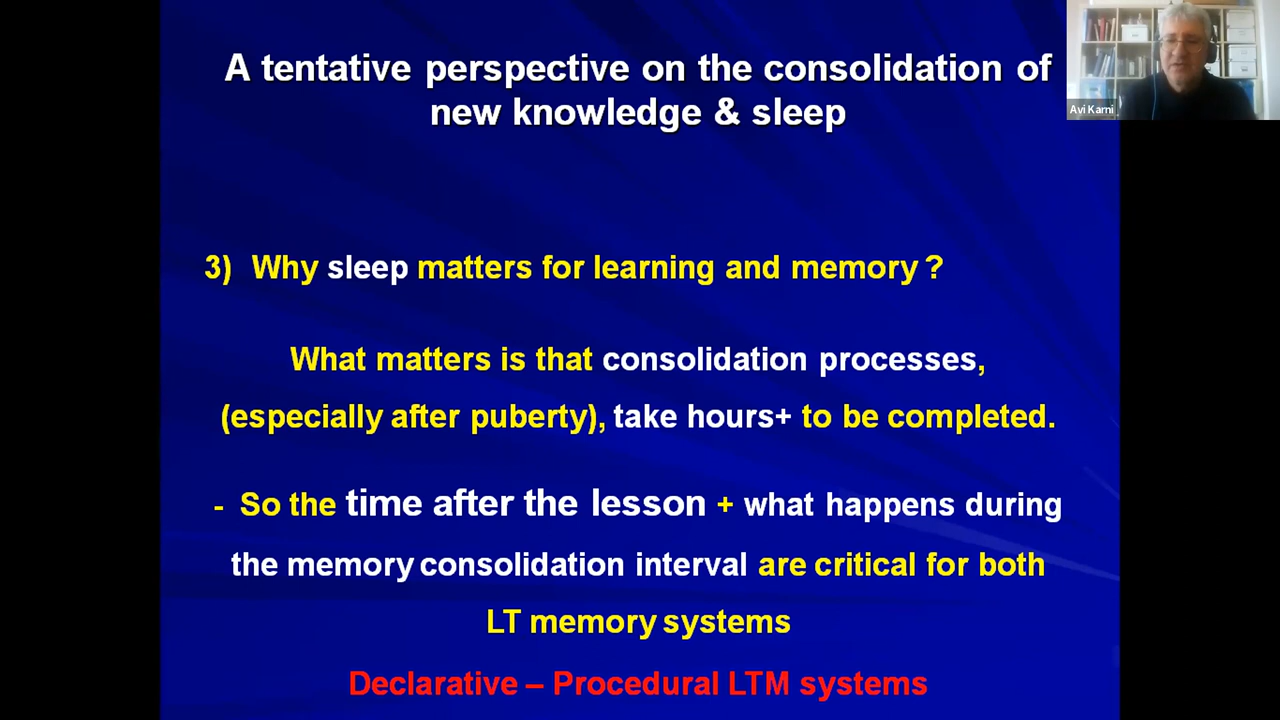 A tentative perspective on the consolidation of
new knowledge & sleep
Avi Karni
3) Why sleep matters for learning and memory ?
What matters is that consolidation processes,
(especially after puberty), take hours+ to be completed.
- So the time after the lesson + what happens during
the memory consolidation interval are critical for both
LT memory systems
Declarative – Procedural LTM systems